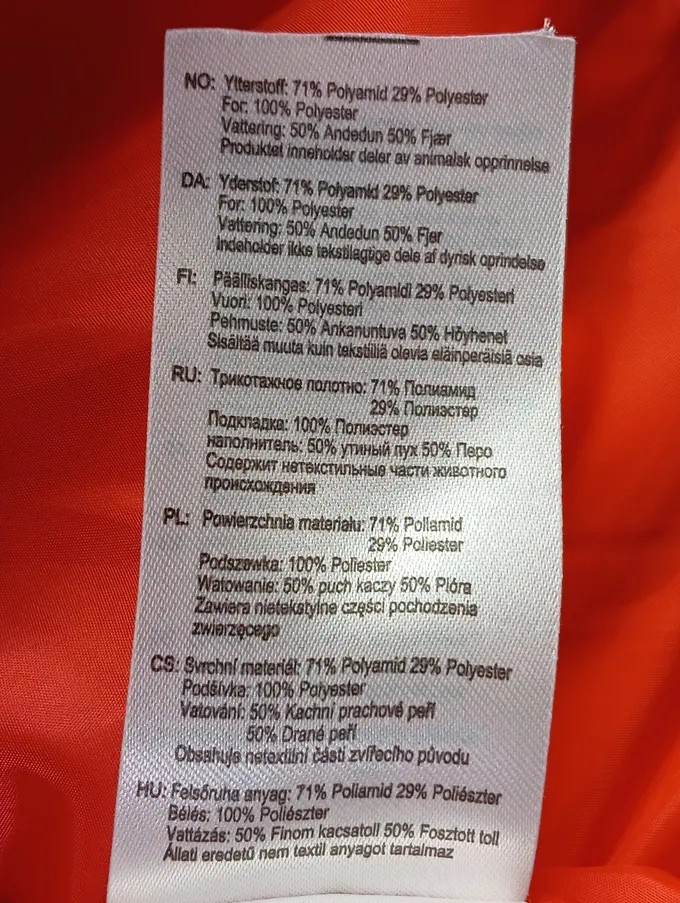 NO: Ytterstoff: 71% Polyamid 29% Polyester
For: 100% Polyester
Vattering: 50% Andedun 50% Fjær
Produktet inneholder deler av animalsk opprinnelse
DA: Yderstof: 71% Polyamid 29% Polyester
For: 100% Polyester
Vattering: 50% Andedun 50% Fjer
Indeholder ikke tekstilagtige dele af dyrisk oprindelse
FI: Päälliskangas: 71% Polyamidi 29% Polyesteri
Vuori: 100% Polyesteri
Pehmuste: 50% Ankanuntuva 50% Höyhenet
Sisältää muuta kuin tekstiiliä olevia eläinperäisiä osia
RU: Трикотажное полотно: 71% Полиамид
29% Полиэстер
Подкладка: 100% Полиэстер
наполнитель: 50% утиный пух 50% Перо
Содержит нетекстильные части животного
происхождения
PL: Powierzchnia materiału: 71% Poliamid
29% Poliester
Podszewka: 100% Poliester
Watowanie: 50% puch kaczy 50% Pióra
Zawiera nietekstylne części pochodzenia
zwierzęcego
CS: Svrchní materiál: 71% Polyamid 29% Polyester
Podšívka: 100% Polyester
Vatování: 50% Kachní prachové peří
50% Drané peří
Obsahuje netextilní části zvířecího původu
HU: Felsőruha anyag: 71% Poliamid 29% Poliészter
Bélés: 100% Poliészter
Vattázás: 50% Finom kacsatoll 50% Fosztott toll
Állati eredetű nem textil anyagot tartalmaz